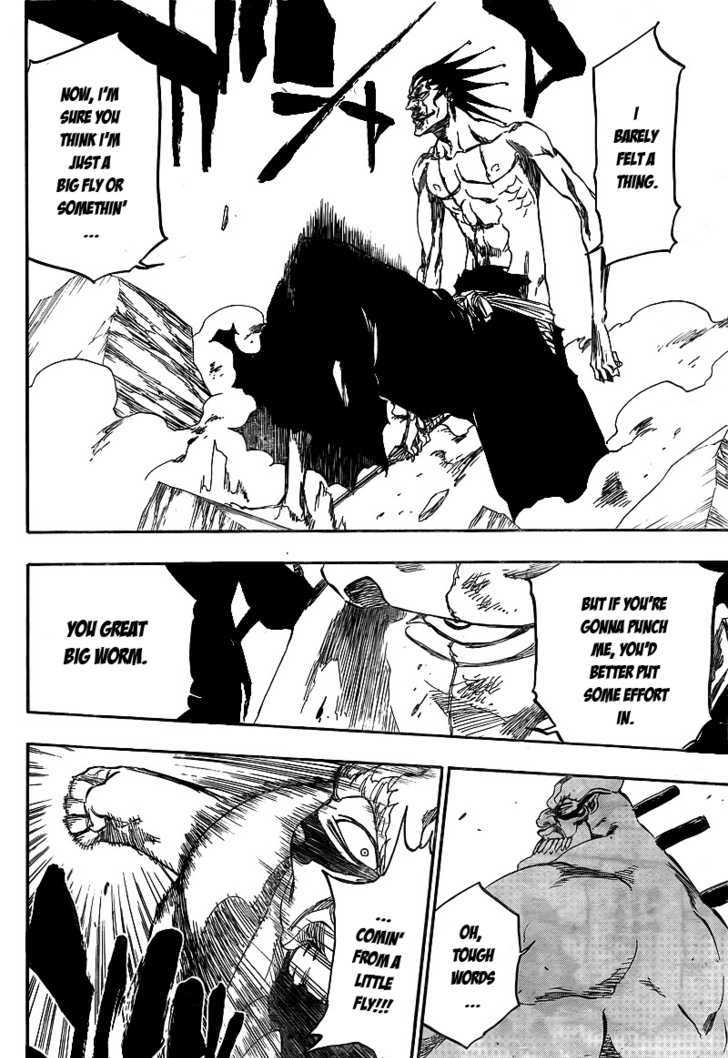 I
BARELY
FELT A
THING.
NOW, I'M
SURE YOU
THINK I'M
JUST A
BIG FLY OR
SOMETHIN'
...
BUT IF YOU'RE
GONNA PUNCH
ME, YOU'D
BETTER PUT
SOME EFFORT
IN.
YOU GREAT
BIG WORM.
OH,
TOUGH
WORDS
...
...
COMIN'
FROM A
LITTLE
FLY!!!